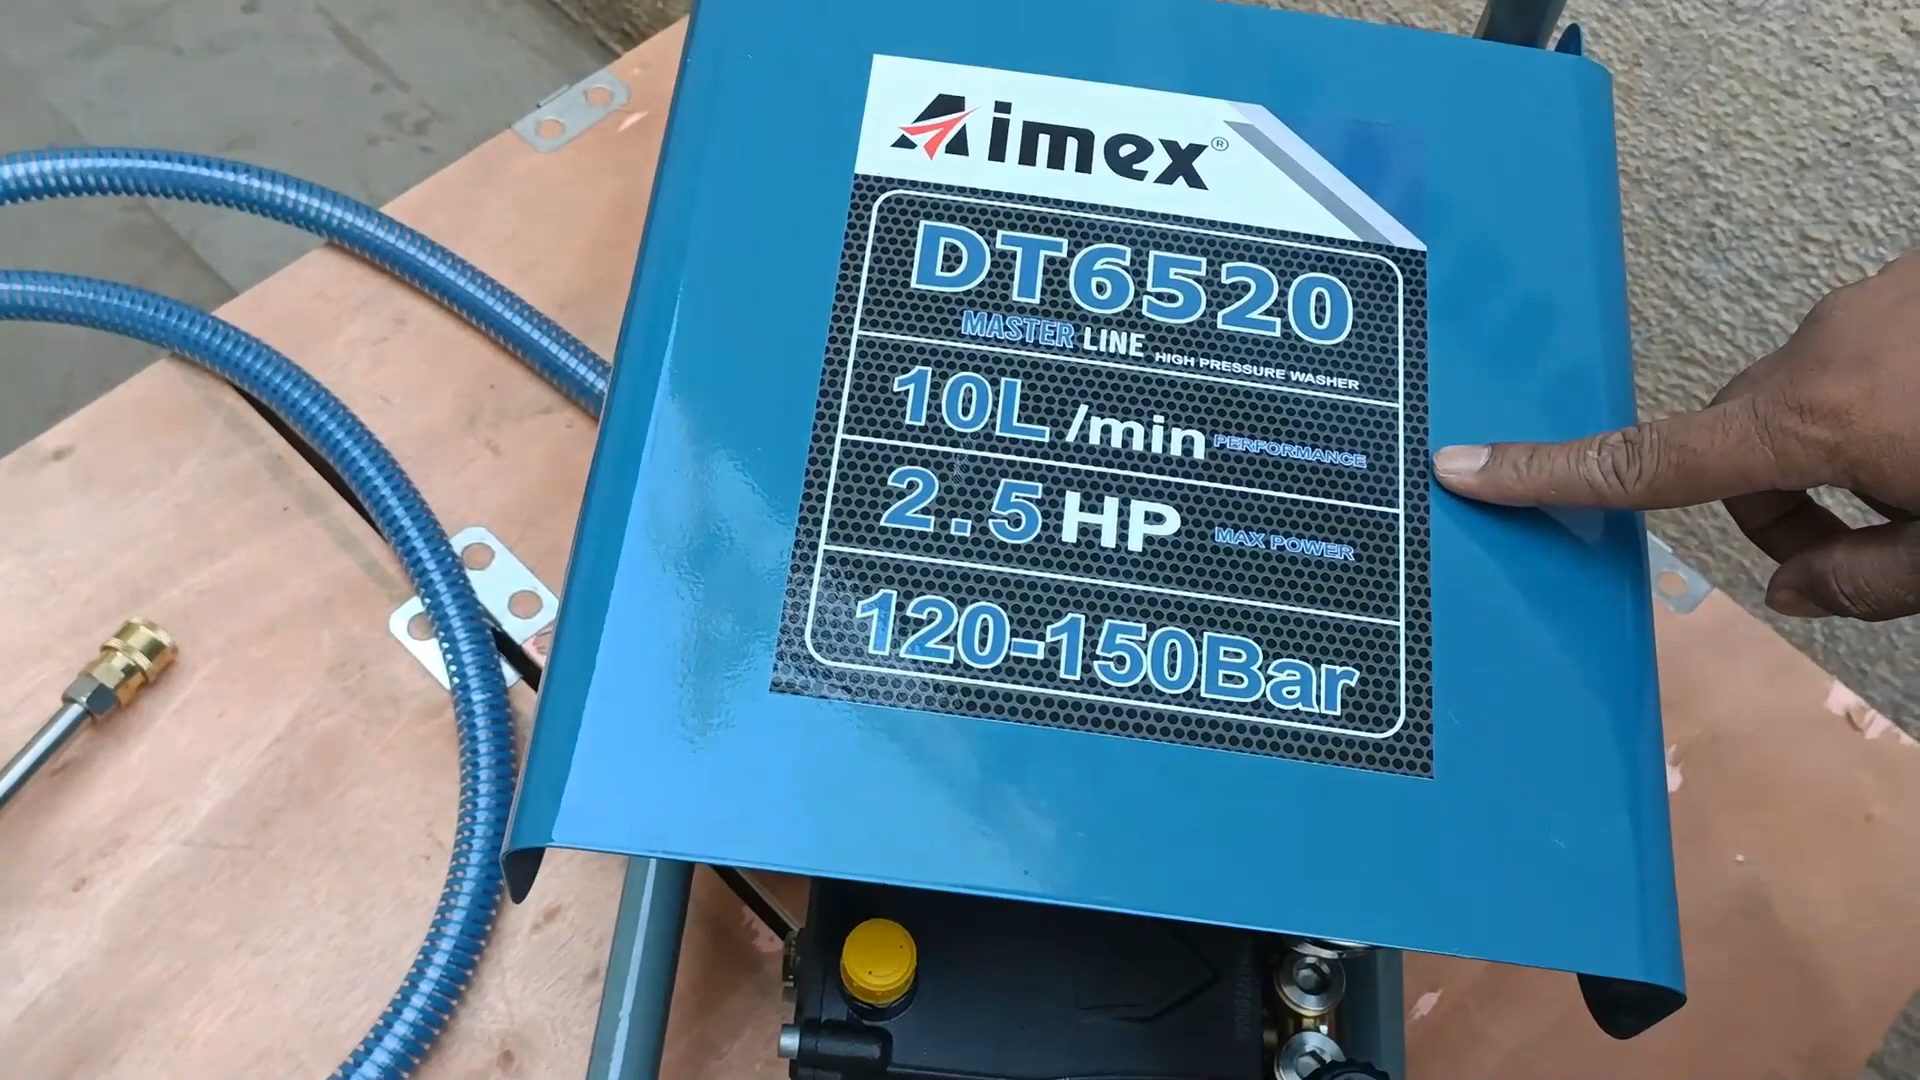 Aimex®
DT6520
MASTER LINE HIGH PRESSURE WASHER
10L /min PERFORMANCE
2.5 HP MAX POWER
120-150Bar